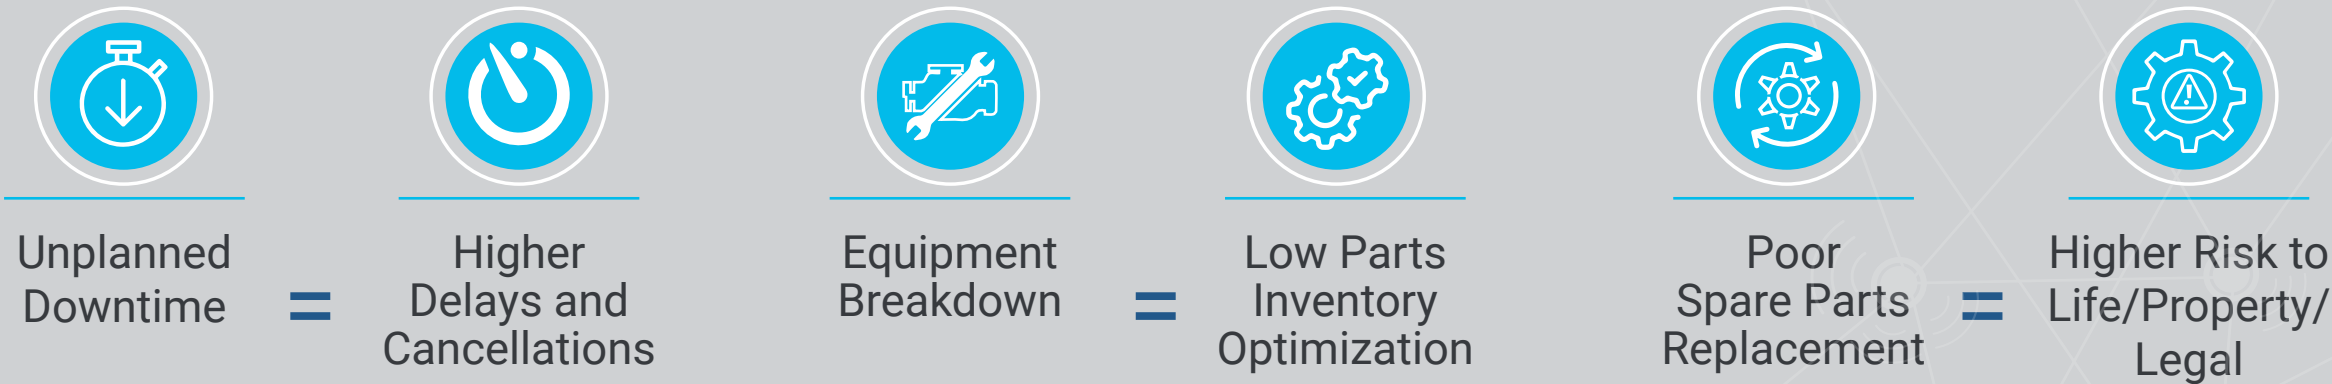 Unplanned
Downtime
=
Higher
Delays and
Cancellations
Equipment
Breakdown
=
Low Parts
Inventory
Optimization
Poor
Spare Parts
Replacement
=
Higher Risk to
Life/Property/
Legal